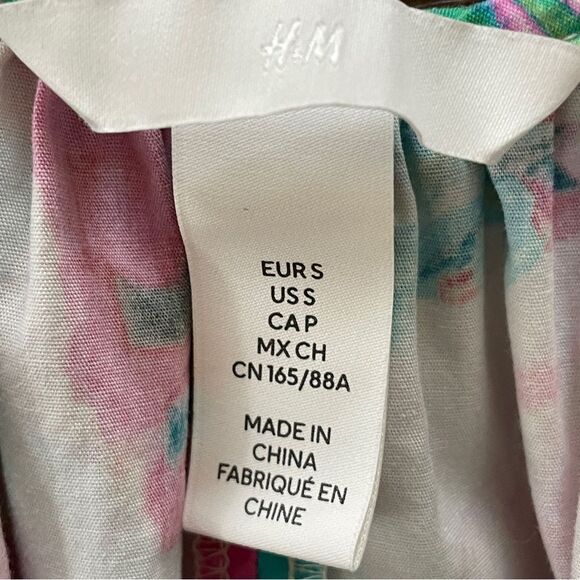 H&M
EUR S
US S
CA P
MX CH
CN 165/88A
MADE IN
CHINA
FABRIQUÉ EN
CHINE